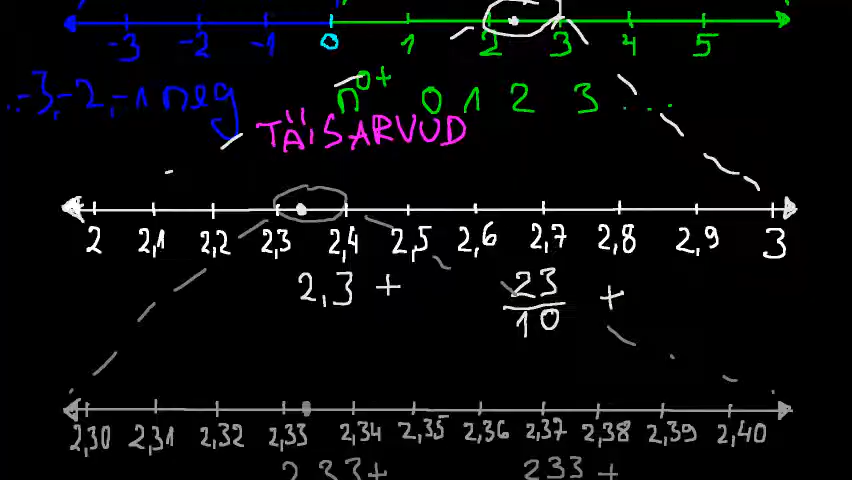 -3 -2 -1 0 1 2 3 4 5
..-3,-2,-1 neg n⁰⁺ 0 1 2 3 ...
TÄISARVUD
2 2,1 2,2 2,3 2,4 2,5 2,6 2,7 2,8 2,9 3
2,3 + 23/10 +
2,30 2,31 2,32 2,33 2,34 2,35 2,36 2,37 2,38 2,39 2,40
2,33+ 233 +